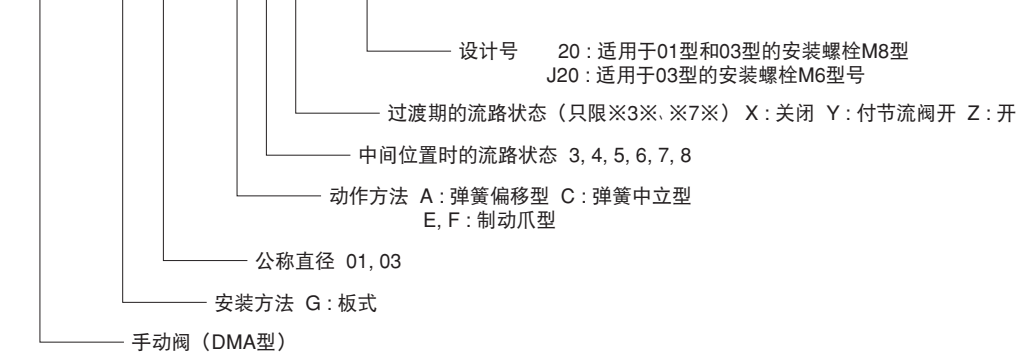 设计号 20 : 适用于01型和03型的安装螺栓M8型
J20 : 适用于03型的安装螺栓M6型号
过渡期的流路状态（只限※3※、※7※） X : 关闭 Y : 付节流阀开 Z : 开
中间位置时的流路状态 3, 4, 5, 6, 7, 8
动作方法 A : 弹簧偏移型 C : 弹簧中立型
E, F : 制动爪型
公称直径 01, 03
安装方法 G : 板式
手动阀（DMA型）